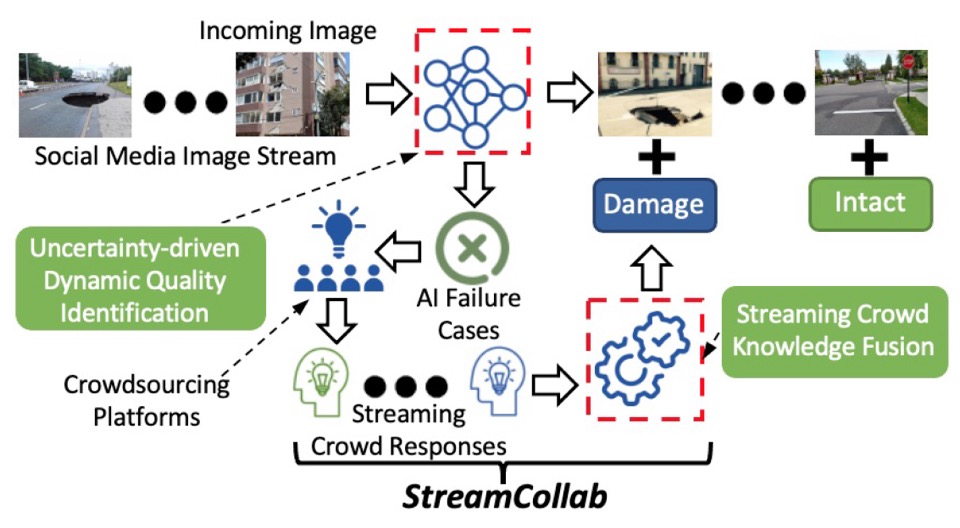 Incoming Image
Social Media Image Stream
Damage
Intact
Uncertainty-driven
Dynamic Quality
Identification
AI Failure
Cases
Streaming Crowd
Knowledge Fusion
Crowdsourcing
Platforms
Streaming
Crowd Responses
StreamCollab